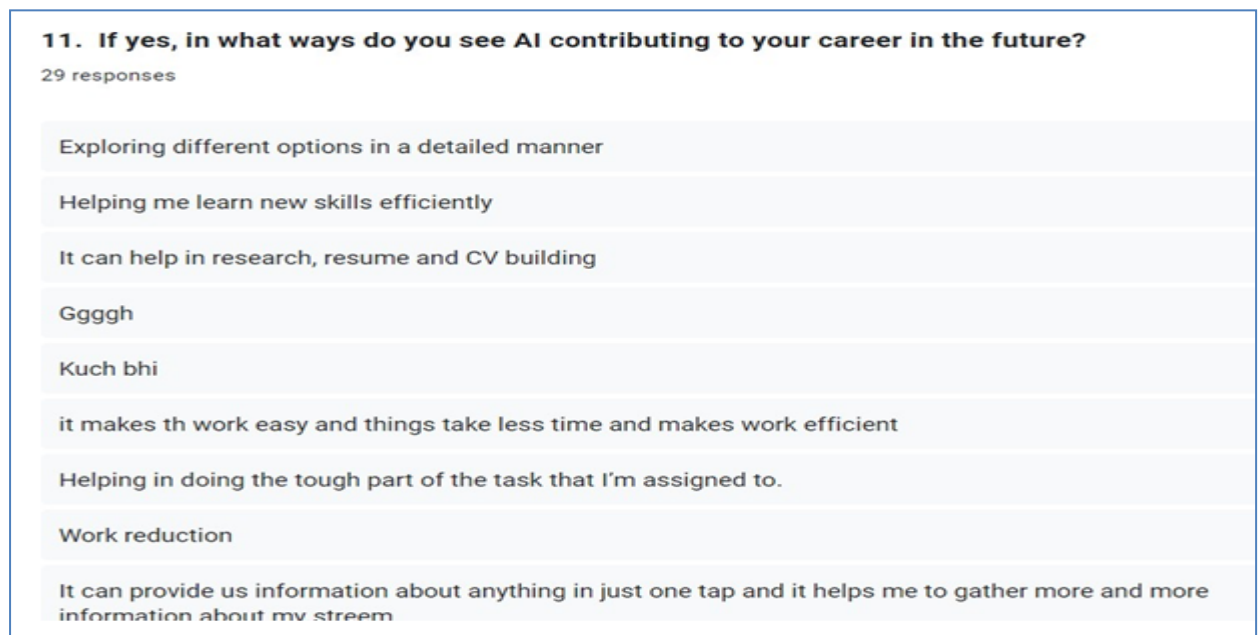 11. If yes, in what ways do you see AI contributing to your career in the future?
29 responses
Exploring different options in a detailed manner
Helping me learn new skills efficiently
It can help in research, resume and CV building
Ggggh
Kuch bhi
it makes th work easy and things take less time and makes work efficient
Helping in doing the tough part of the task that I'm assigned to.
Work reduction
It can provide us information about anything in just one tap and it helps me to gather more and more
information about my streem